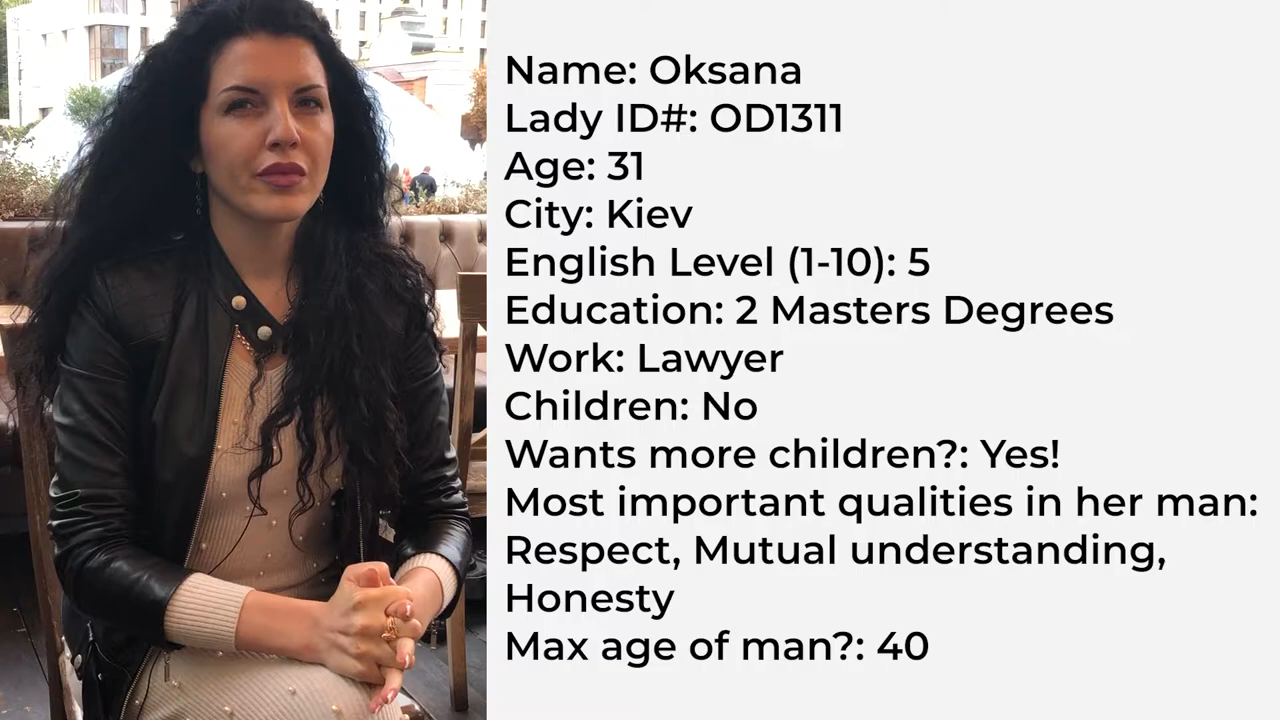 Name: Oksana
Lady ID#: OD1311
Age: 31
City: Kiev
English Level (1-10): 5
Education: 2 Masters Degrees
Work: Lawyer
Children: No
Wants more children?: Yes!
Most important qualities in her man:
Respect, Mutual understanding,
Honesty
Max age of man?: 40